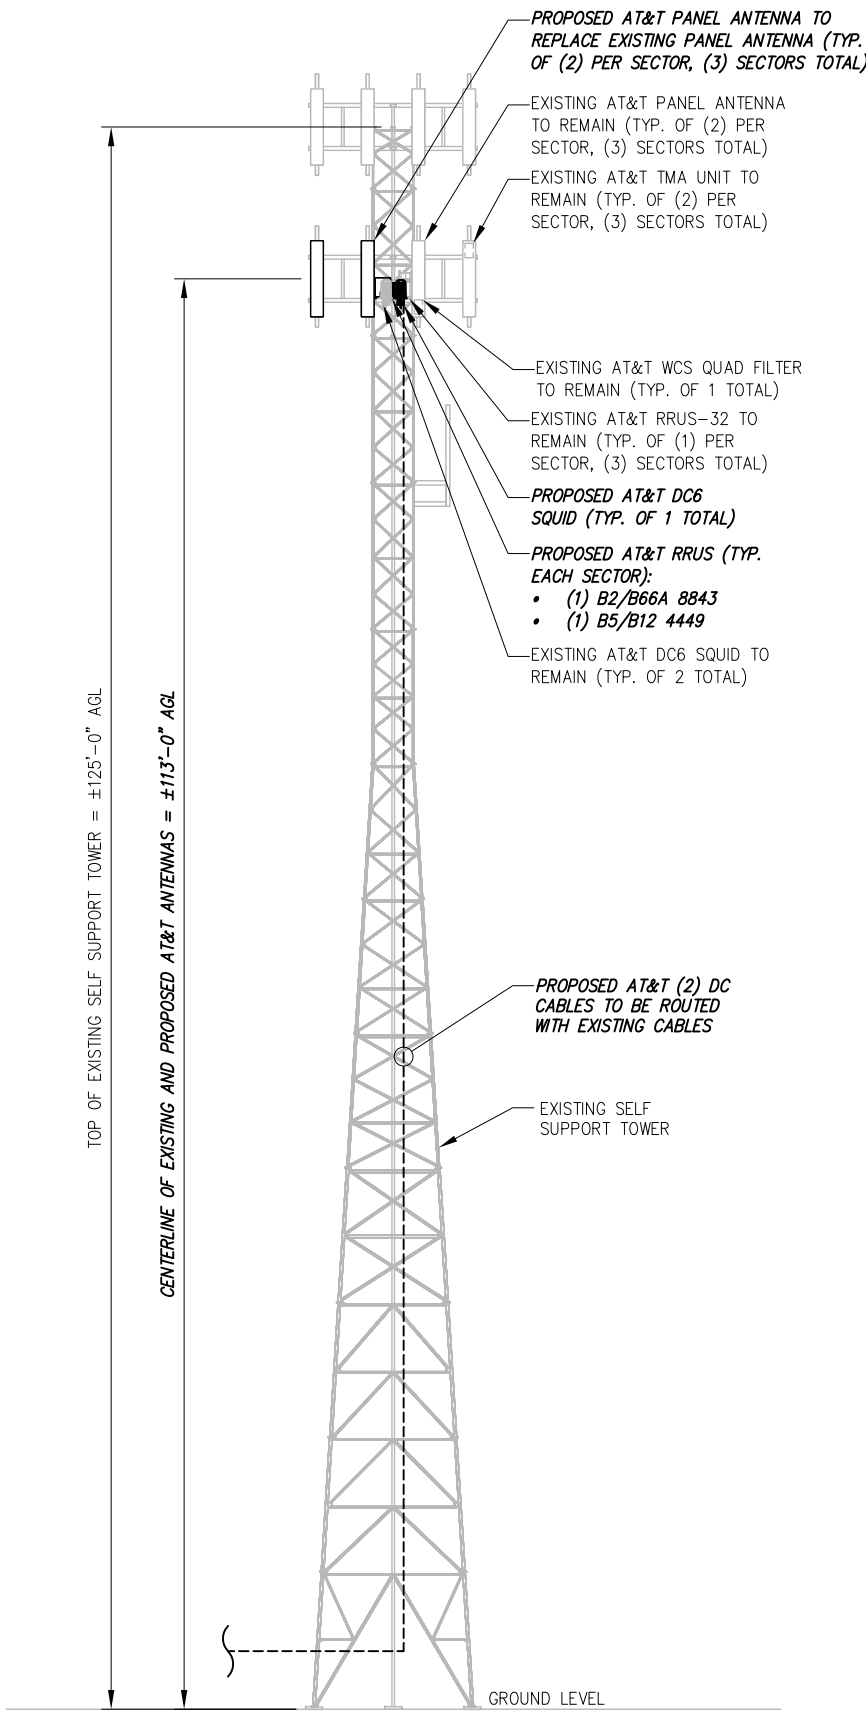 PROPOSED AT&T PANEL ANTENNA TO
REPLACE EXISTING PANEL ANTENNA (TYP.
OF (2) PER SECTOR, (3) SECTORS TOTAL)
EXISTING AT&T PANEL ANTENNA
TO REMAIN (TYP. OF (2) PER
SECTOR, (3) SECTORS TOTAL)
EXISTING AT&T TMA UNIT TO
REMAIN (TYP. OF (2) PER
SECTOR, (3) SECTORS TOTAL)
EXISTING AT&T WCS QUAD FILTER
TO REMAIN (TYP. OF 1 TOTAL)
EXISTING AT&T RRUS-32 TO
REMAIN (TYP. OF (1) PER
SECTOR, (3) SECTORS TOTAL)
PROPOSED AT&T DC6
SQUID (TYP. OF 1 TOTAL)
PROPOSED AT&T RRUS (TYP.
EACH SECTOR):
• (1) B2/B66A 8843
• (1) B5/B12 4449
EXISTING AT&T DC6 SQUID TO
REMAIN (TYP. OF 2 TOTAL)
TOP OF EXISTING SELF SUPPORT TOWER = ±125'-0" AGL
CENTERLINE OF EXISTING AND PROPOSED AT&T ANTENNAS = ±113'-0" AGL
PROPOSED AT&T (2) DC
CABLES TO BE ROUTED
WITH EXISTING CABLES
EXISTING SELF
SUPPORT TOWER
GROUND LEVEL